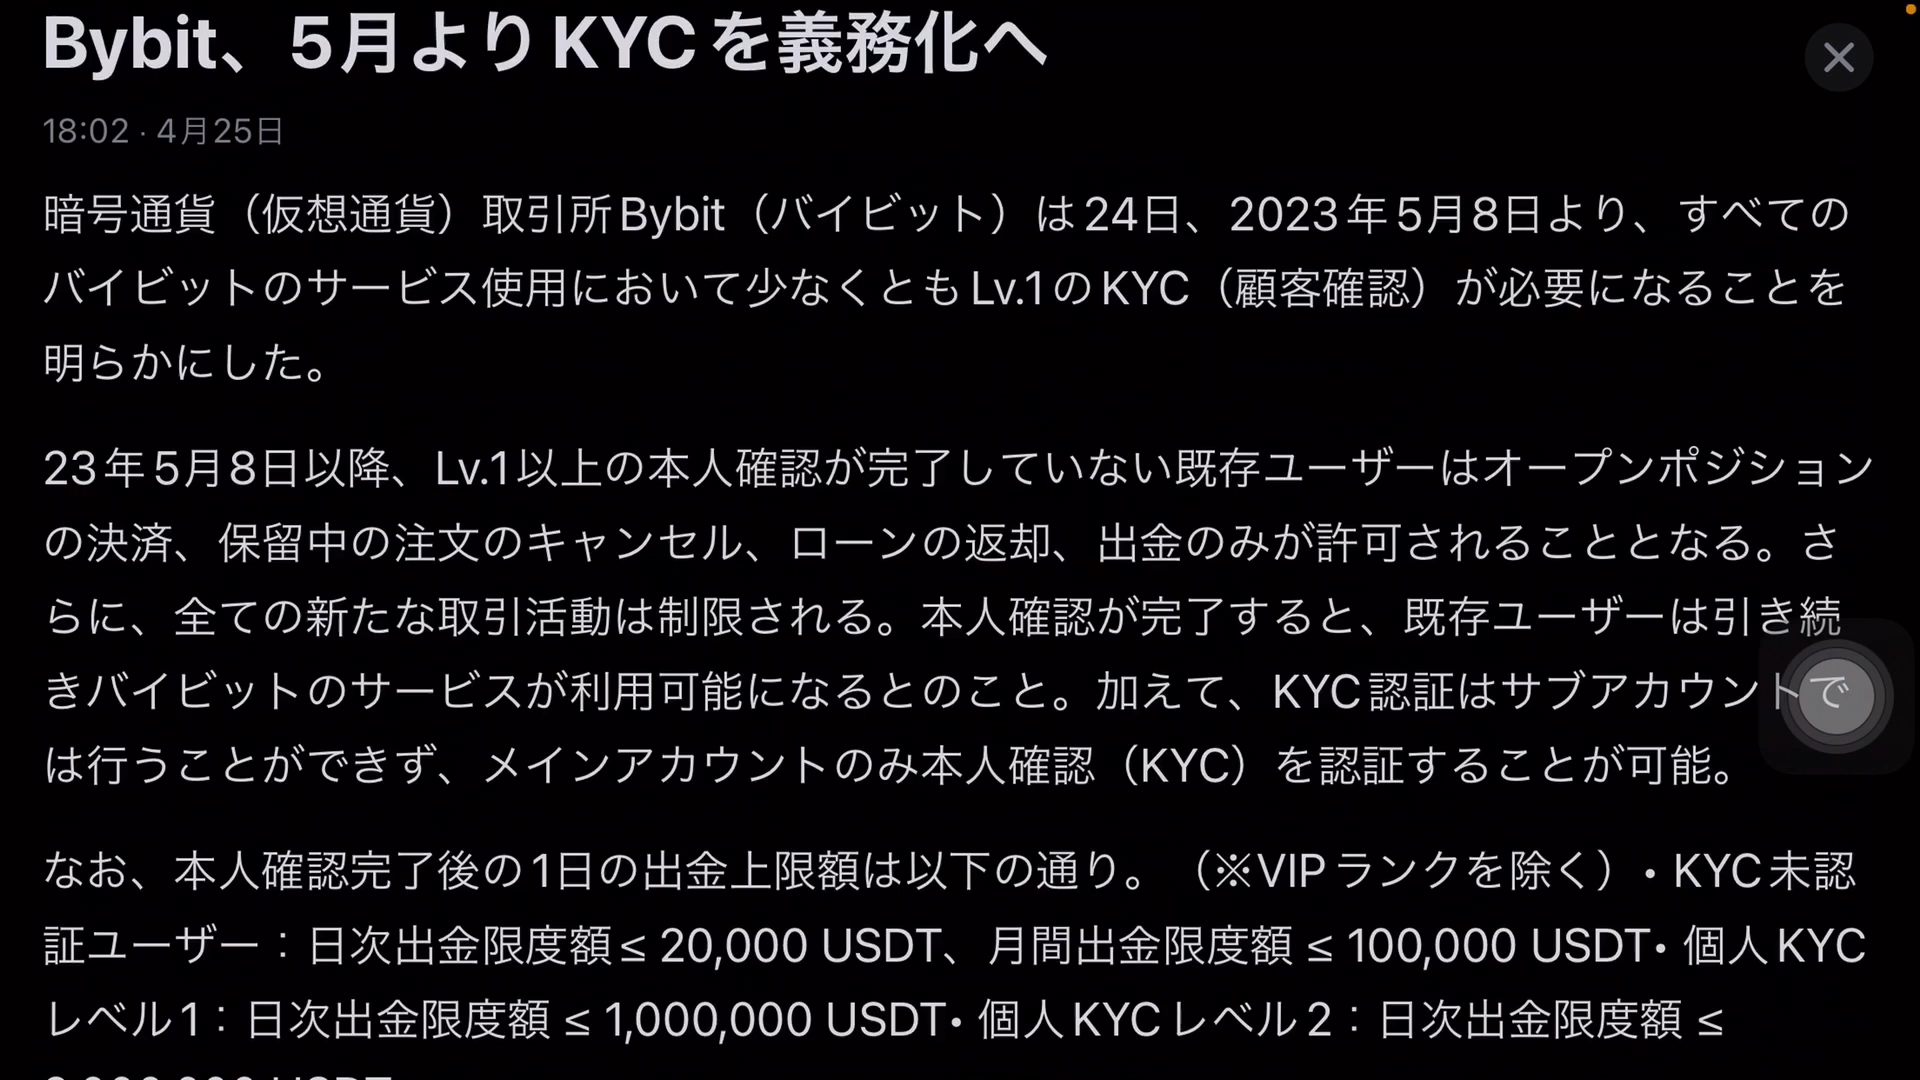 Bybit、5月よりKYCを義務化へ
18:02 · 4月25日
暗号通貨（仮想通貨）取引所Bybit（バイビット）は24日、2023年5月8日より、すべての
バイビットのサービス使用において少なくともLv.1のKYC（顧客確認）が必要になることを
明らかにした。
23年5月8日以降、Lv.1以上の本人確認が完了していない既存ユーザーはオープンポジション
の決済、保留中の注文のキャンセル、ローンの返却、出金のみが許可されることとなる。さ
らに、全ての新たな取引活動は制限される。本人確認が完了すると、既存ユーザーは引き続
きバイビットのサービスが利用可能になるとのこと。加えて、KYC認証はサブアカウントで
は行うことができず、メインアカウントのみ本人確認（KYC）を認証することが可能。
なお、本人確認完了後の1日の出金上限額は以下の通り。（※VIPランクを除く）• KYC未認
証ユーザー：日次出金限度額≤ 20,000 USDT、月間出金限度額 ≤ 100,000 USDT• 個人KYC
レベル1：日次出金限度額 ≤ 1,000,000 USDT• 個人KYCレベル2：日次出金限度額 ≤